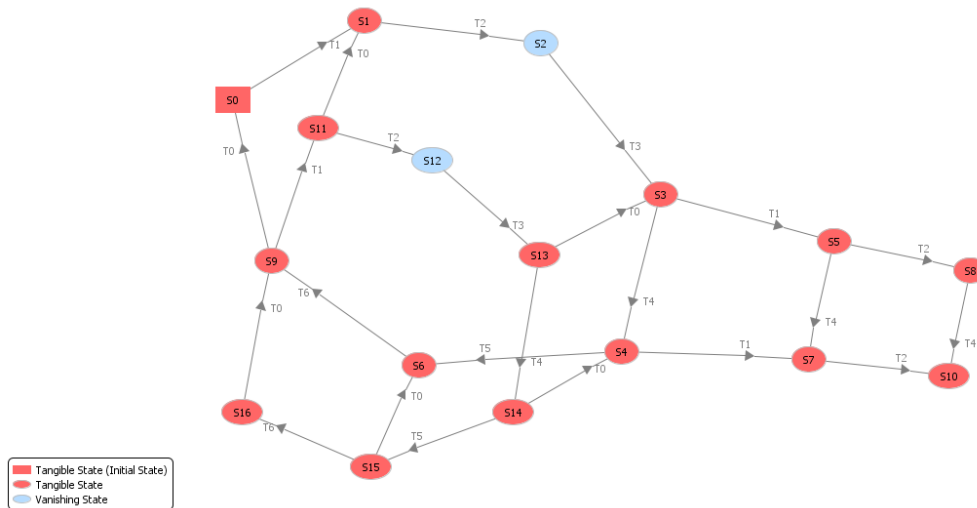 S1
T2
S2
T1
T0
S0
S11
T2
S12
T0
T1
T3
S3
T0
T1
S5
T3
S13
T2
S8
S9
T6
T0
T4
T4
T4
T5
S4
T1
S6
T4
T0
S7
T2
S10
T0
S16
S14
T6
T5
S15
Tangible State (Initial State)
Tangible State
Vanishing State